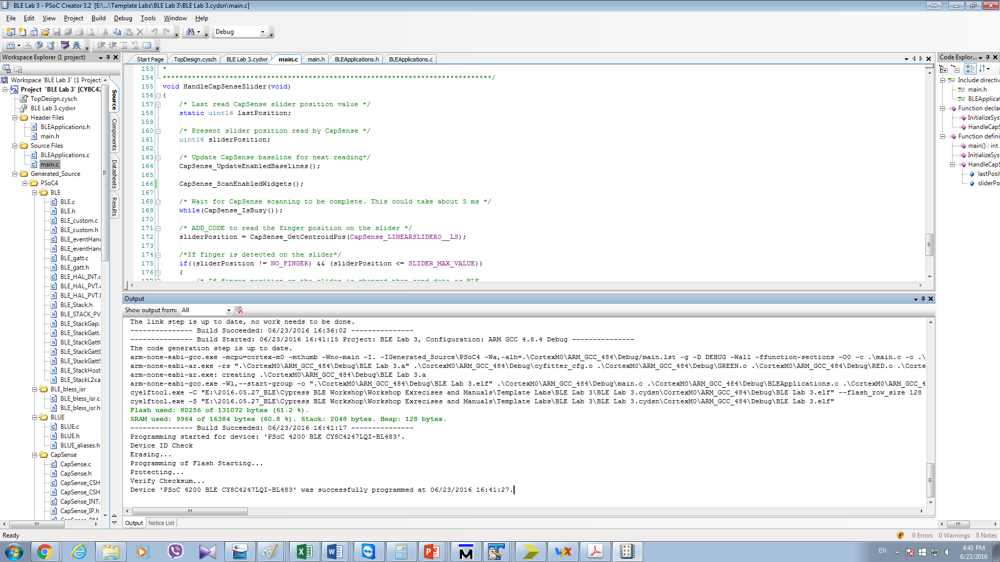 BLE Lab 3 - PSoC Creator 3.2 [E:\...\Template Labs\BLE Lab 3\BLE Lab 3.cydsn\main.c]
File Edit View Project Build Debug Tools Window Help
Debug
Workspace Explorer (1 project)
Workspace 'BLE Lab 3' (1 Project
Project 'BLE Lab 3' [CY8C42
TopDesign.cysch
BLE Lab 3.cydwr
Header Files
BLEApplications.h
main.h
Source Files
BLEApplications.c
main.c
Generated_Source
PSoC4
BLE
BLE.c
BLE.h
BLE_custom.c
BLE_custom.h
BLE_eventHan
BLE_eventHan
BLE_gatt.c
BLE_gatt.h
BLE_HAL_INT.c
BLE_HAL_PVT.
BLE_HAL_PVT.
BLE_Stack.h
BLE_STACK_PV
BLE_StackGap.
BLE_StackGatt.
BLE_StackGatt
BLE_StackGatt
BLE_StackGatt
BLE_StackHost
BLE_StackL2ca
BLE_bless_isr
BLE_bless_isr.c
BLE_bless_isr.h
BLUE
BLUE.c
BLUE.h
BLUE_aliases.h
CapSense
CapSense.c
CapSense.h
CapSense_CSH
CapSense_CSH
CapSense_INT.
CapSense_IP.h
Source
Components
Datasheets
Results
Start Page TopDesign.cysch BLE Lab 3.cydwr main.c main.h BLEApplications.h BLEApplications.c
153 *
154 *******************************************************************************/
155 void HandleCapSenseSlider(void)
156 {
157 /* Last read CapSense slider position value */
158 static uint16 lastPosition;
159
160 /* Present slider position read by CapSense */
161 uint16 sliderPosition;
162
163 /* Update CapSense baseline for next reading*/
164 CapSense_UpdateEnabledBaselines();
165
166 CapSense_ScanEnabledWidgets();
167
168 /* Wait for CapSense scanning to be complete. This could take about 5 ms */
169 while(CapSense_IsBusy());
170
171 /* ADD_CODE to read the finger position on the slider */
172 sliderPosition = CapSense_GetCentroidPos(CapSense_LINEARSLIDER0__LS);
173
174 /*If finger is detected on the slider*/
175 if((sliderPosition != NO_FINGER) && (sliderPosition <= SLIDER_MAX_VALUE))
176 {
177 /* If finger position on the slider is changed then send data as BLE
Output
Show output from: All
The link step is up to date, no work needs to be done.
--------------- Build Succeeded: 06/23/2016 16:36:02 ---------------
--------------- Build Started: 06/23/2016 16:41:15 Project: BLE Lab 3, Configuration: ARM GCC 4.8.4 Debug ---------------
The code generation step is up to date.
arm-none-eabi-gcc.exe -mcpu=cortex-m0 -mthumb -Wno-main -I. -IGenerated_Source\PSoC4 -Wa,-alh=.\CortexM0\ARM_GCC_484\Debug/main.lst -g -D DEBUG -Wall -ffunction-sections -O0 -c .\main.c -o .\
arm-none-eabi-ar.exe -rs ".\CortexM0\ARM_GCC_484\Debug\BLE Lab 3.a" .\CortexM0\ARM_GCC_484\Debug\cyfitter_cfg.o .\CortexM0\ARM_GCC_484\Debug\GREEN.o .\CortexM0\ARM_GCC_484\Debug\RED.o .\Corte
arm-none-eabi-ar.exe: creating .\CortexM0\ARM_GCC_484\Debug\BLE Lab 3.a
arm-none-eabi-gcc.exe -Wl,--start-group -o ".\CortexM0\ARM_GCC_484\Debug\BLE Lab 3.elf" .\CortexM0\ARM_GCC_484\Debug\main.o .\CortexM0\ARM_GCC_484\Debug\BLEApplications.o .\CortexM0\ARM_GCC_4
cyelftool.exe -C "E:\2016.05.27_BLE\Cypress BLE Workshop\Workshop Exrecises and Manuals\Template Labs\BLE Lab 3\BLE Lab 3.cydsn\CortexM0\ARM_GCC_484\Debug\BLE Lab 3.elf" --flash_row_size 128
cyelftool.exe -S "E:\2016.05.27_BLE\Cypress BLE Workshop\Workshop Exrecises and Manuals\Template Labs\BLE Lab 3\BLE Lab 3.cydsn\CortexM0\ARM_GCC_484\Debug\BLE Lab 3.elf"
Flash used: 80256 of 131072 bytes (61.2 %).
SRAM used: 9964 of 16384 bytes (60.8 %). Stack: 2048 bytes. Heap: 128 bytes.
--------------- Build Succeeded: 06/23/2016 16:41:17 ---------------
Programming started for device: 'PSoC 4200 BLE CY8C4247LQI-BL483'.
Device ID Check
Erasing...
Programming of Flash Starting...
Protecting...
Verify Checksum...
Device 'PSoC 4200 BLE CY8C4247LQI-BL483' was successfully programmed at 06/23/2016 16:41:27.
Output Notice List
Code Explor...
Include directiv
main.h
BLEApplicat
Function declar
InitializeSys
HandleCapS
Function defini
main() : int
InitializeSys
HandleCapS
lastPosit
sliderPo
Ready
0 Errors 0 Warnings 0 Notes
EN
4:41 PM
6/23/2016